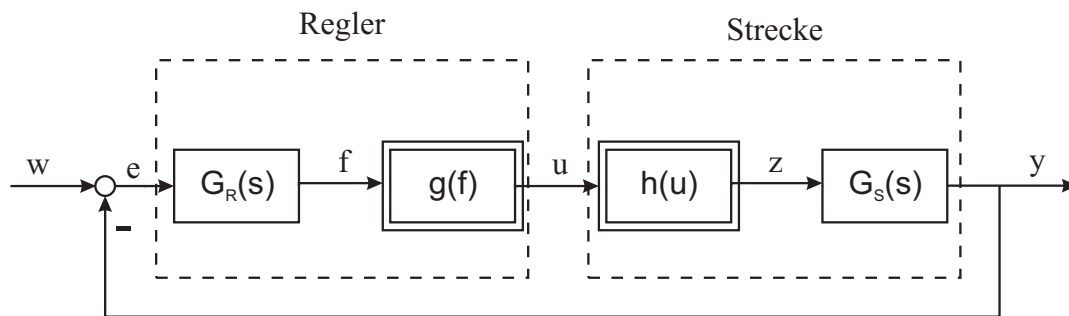 Regler
Strecke
w
e
G_R(s)
f
g(f)
u
h(u)
z
G_S(s)
y
-